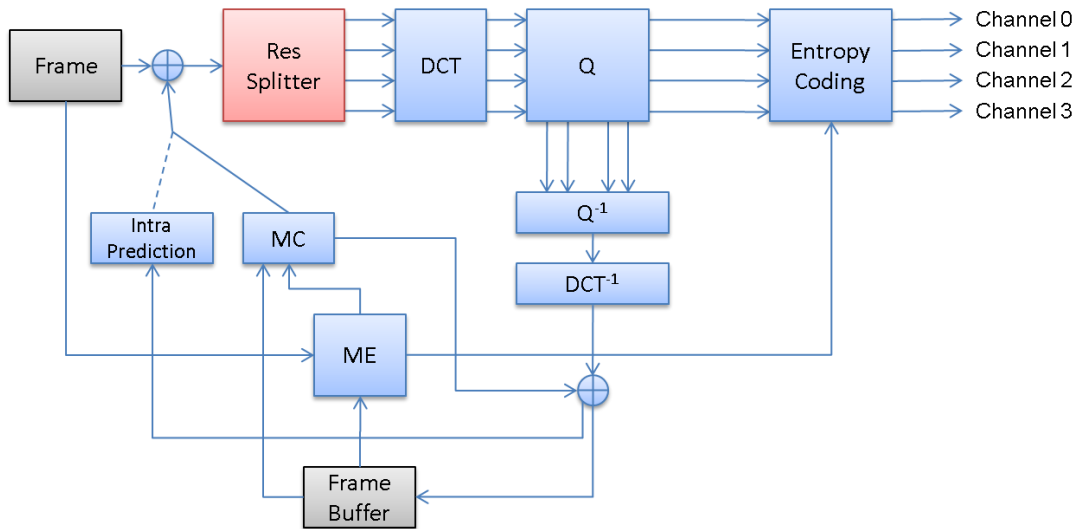 Frame
Res
Splitter
DCT
Q
Entropy
Coding
Channel 0
Channel 1
Channel 2
Channel 3
Intra
Prediction
MC
Q-1
DCT-1
ME
Frame
Buffer